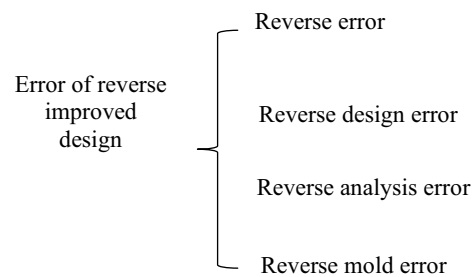 Error of reverse
improved
design
Reverse error
Reverse design error
Reverse analysis error
Reverse mold error